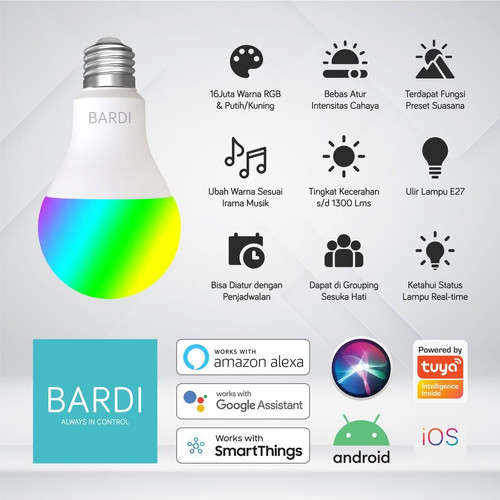 BARDI
16Juta Warna RGB
& Putih/Kuning
Bebas Atur
Intensitas Cahaya
Terdapat Fungsi
Preset Suasana
Ubah Warna Sesuai
Irama Musik
Tingkat Kecerahan
s/d 1300 Lms
Ulir Lampu E27
Bisa Diatur dengan
Penjadwalan
Dapat di Grouping
Sesuka Hati
Ketahui Status
Lampu Real-time
BARDI
ALWAYS IN CONTROL
WORKS WITH
amazon alexa
works with
Google Assistant
Works with
SmartThings
Powered by
tuya
Intelligence
Inside
android
iOS